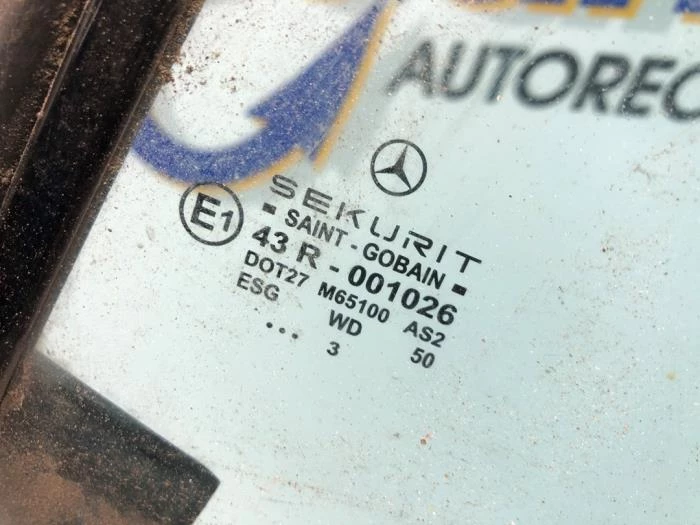 AUTOREC
SEKURIT
▪ SAINT - GOBAIN ▪
E1
43 R - 001026
DOT27 M65100 AS2
ESG WD 50
... 3